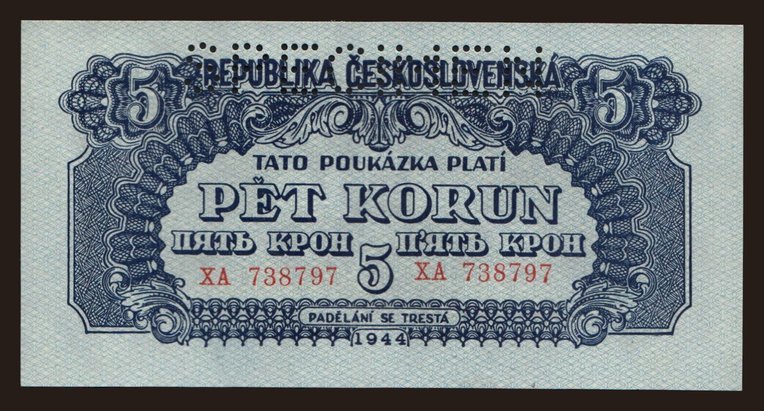 SPECIMEN
REPUBLIKA ČESKOSLOVENSKÁ
5 5
TATO POUKÁZKA PLATÍ
PĚT KORUN
ПЯТЬ КРОН П'ЯТЬ КРОН
XA 738797 5 XA 738797
PADĚLÁNÍ SE TRESTÁ
1944